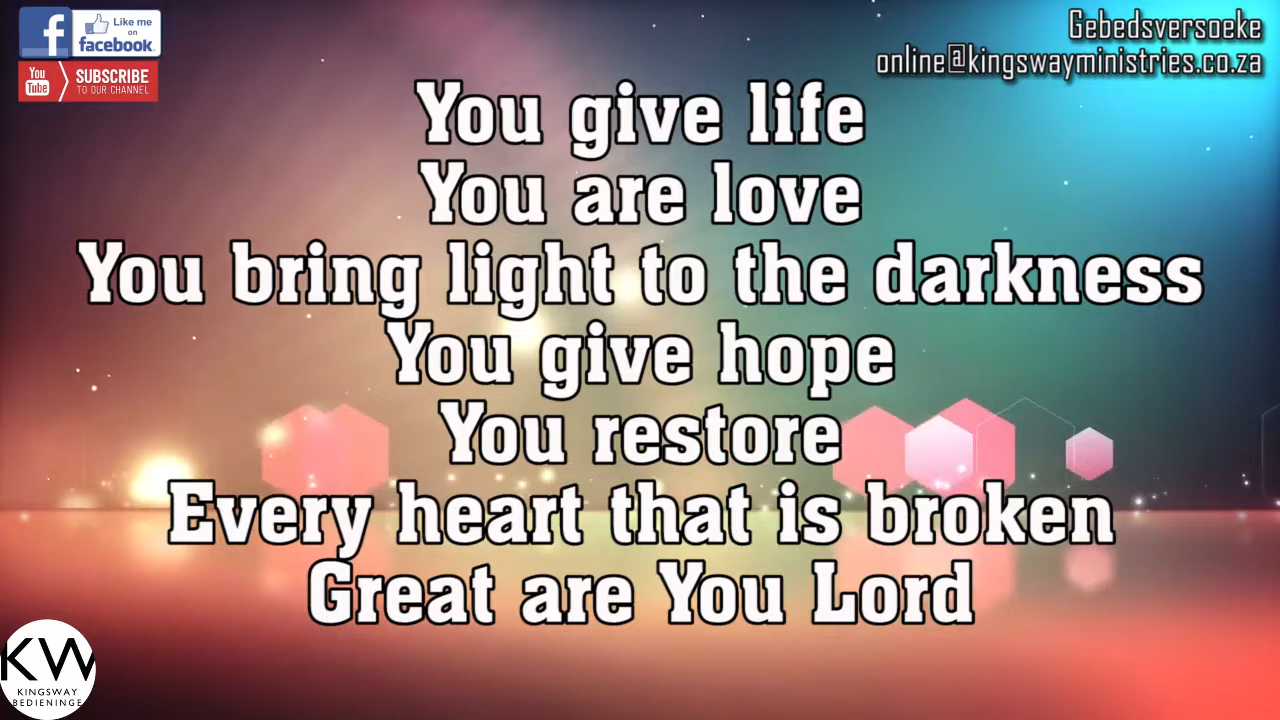 f Like me
on
facebook.
You Tube SUBSCRIBE
TO OUR CHANNEL
Gebedsversoeke
online@kingswayministries.co.za
You give life
You are love
You bring light to the darkness
You give hope
You restore
Every heart that is broken
Great are You Lord
KW
KINGSWAY
BEDIENINGE